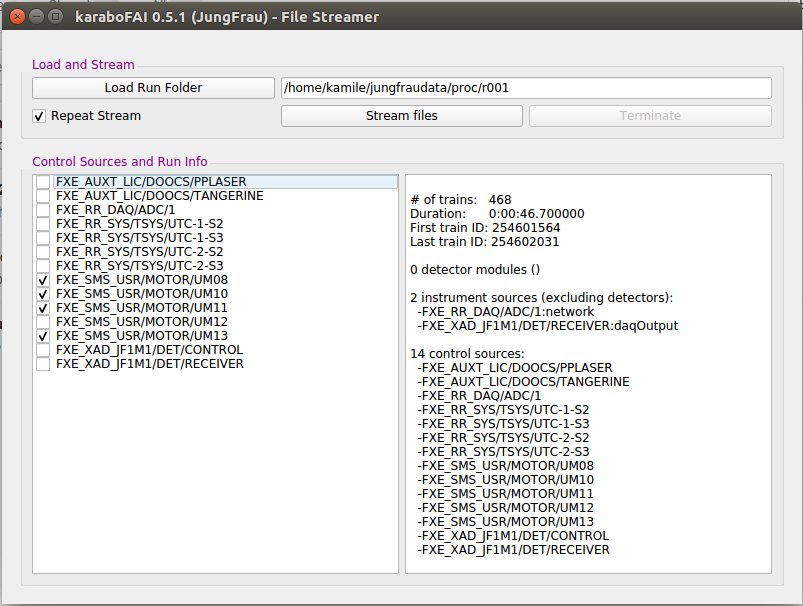 karaboFAI 0.5.1 (JungFrau) - File Streamer
Load and Stream
Load Run Folder
/home/kamile/jungfraudata/proc/r001
Repeat Stream
Stream files
Terminate
Control Sources and Run Info
FXE_AUXT_LIC/DOOCS/PPLASER
FXE_AUXT_LIC/DOOCS/TANGERINE
FXE_RR_DAQ/ADC/1
FXE_RR_SYS/TSYS/UTC-1-S2
FXE_RR_SYS/TSYS/UTC-1-S3
FXE_RR_SYS/TSYS/UTC-2-S2
FXE_RR_SYS/TSYS/UTC-2-S3
FXE_SMS_USR/MOTOR/UM08
FXE_SMS_USR/MOTOR/UM10
FXE_SMS_USR/MOTOR/UM11
FXE_SMS_USR/MOTOR/UM12
FXE_SMS_USR/MOTOR/UM13
FXE_XAD_JF1M1/DET/CONTROL
FXE_XAD_JF1M1/DET/RECEIVER
# of trains: 468
Duration: 0:00:46.700000
First train ID: 254601564
Last train ID: 254602031
0 detector modules ()
2 instrument sources (excluding detectors):
-FXE_RR_DAQ/ADC/1:network
-FXE_XAD_JF1M1/DET/RECEIVER:daqOutput
14 control sources:
-FXE_AUXT_LIC/DOOCS/PPLASER
-FXE_AUXT_LIC/DOOCS/TANGERINE
-FXE_RR_DAQ/ADC/1
-FXE_RR_SYS/TSYS/UTC-1-S2
-FXE_RR_SYS/TSYS/UTC-1-S3
-FXE_RR_SYS/TSYS/UTC-2-S2
-FXE_RR_SYS/TSYS/UTC-2-S3
-FXE_SMS_USR/MOTOR/UM08
-FXE_SMS_USR/MOTOR/UM10
-FXE_SMS_USR/MOTOR/UM11
-FXE_SMS_USR/MOTOR/UM12
-FXE_SMS_USR/MOTOR/UM13
-FXE_XAD_JF1M1/DET/CONTROL
-FXE_XAD_JF1M1/DET/RECEIVER